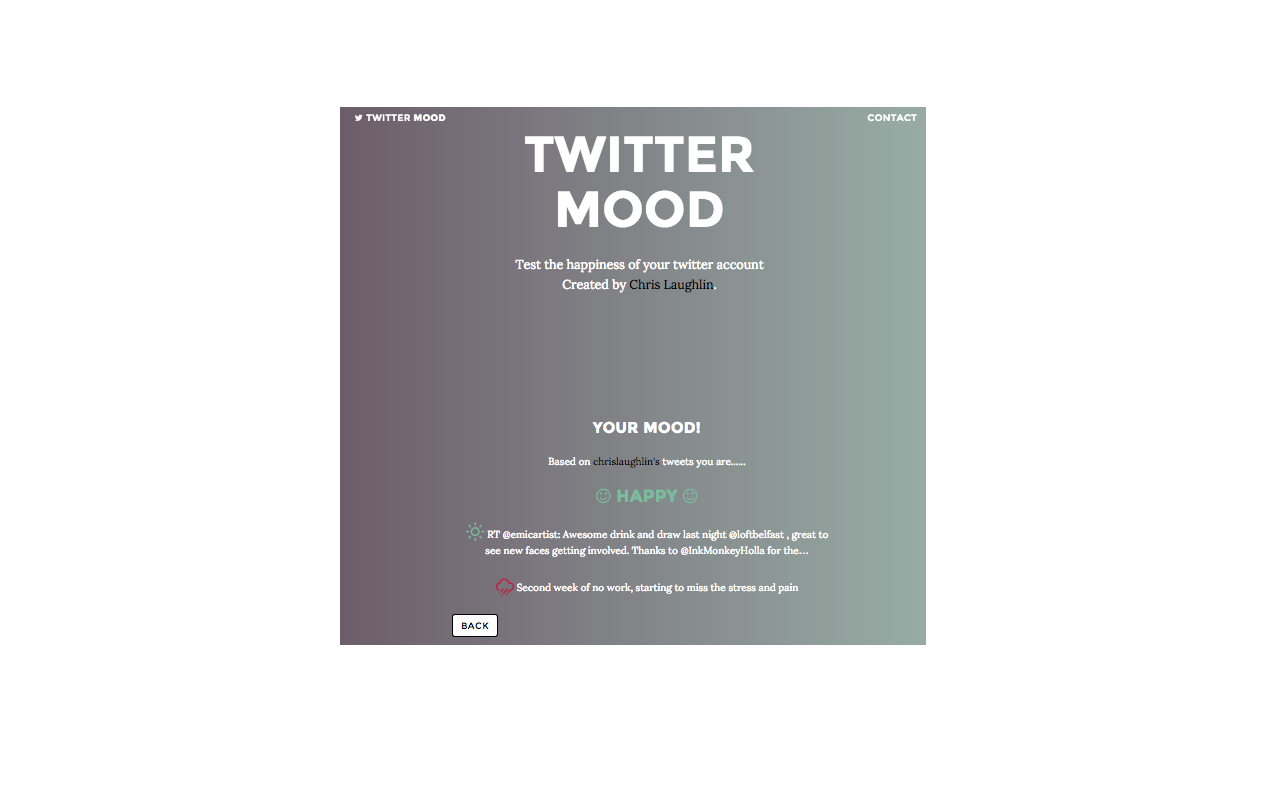 TWITTER MOOD
CONTACT
TWITTER
MOOD
Test the happiness of your twitter account
Created by Chris Laughlin.
YOUR MOOD!
Based on chrislaughlin's tweets you are......
HAPPY
RT @emicartist: Awesome drink and draw last night @loftbelfast , great to
see new faces getting involved. Thanks to @InkMonkeyHolla for the…
Second week of no work, starting to miss the stress and pain
BACK